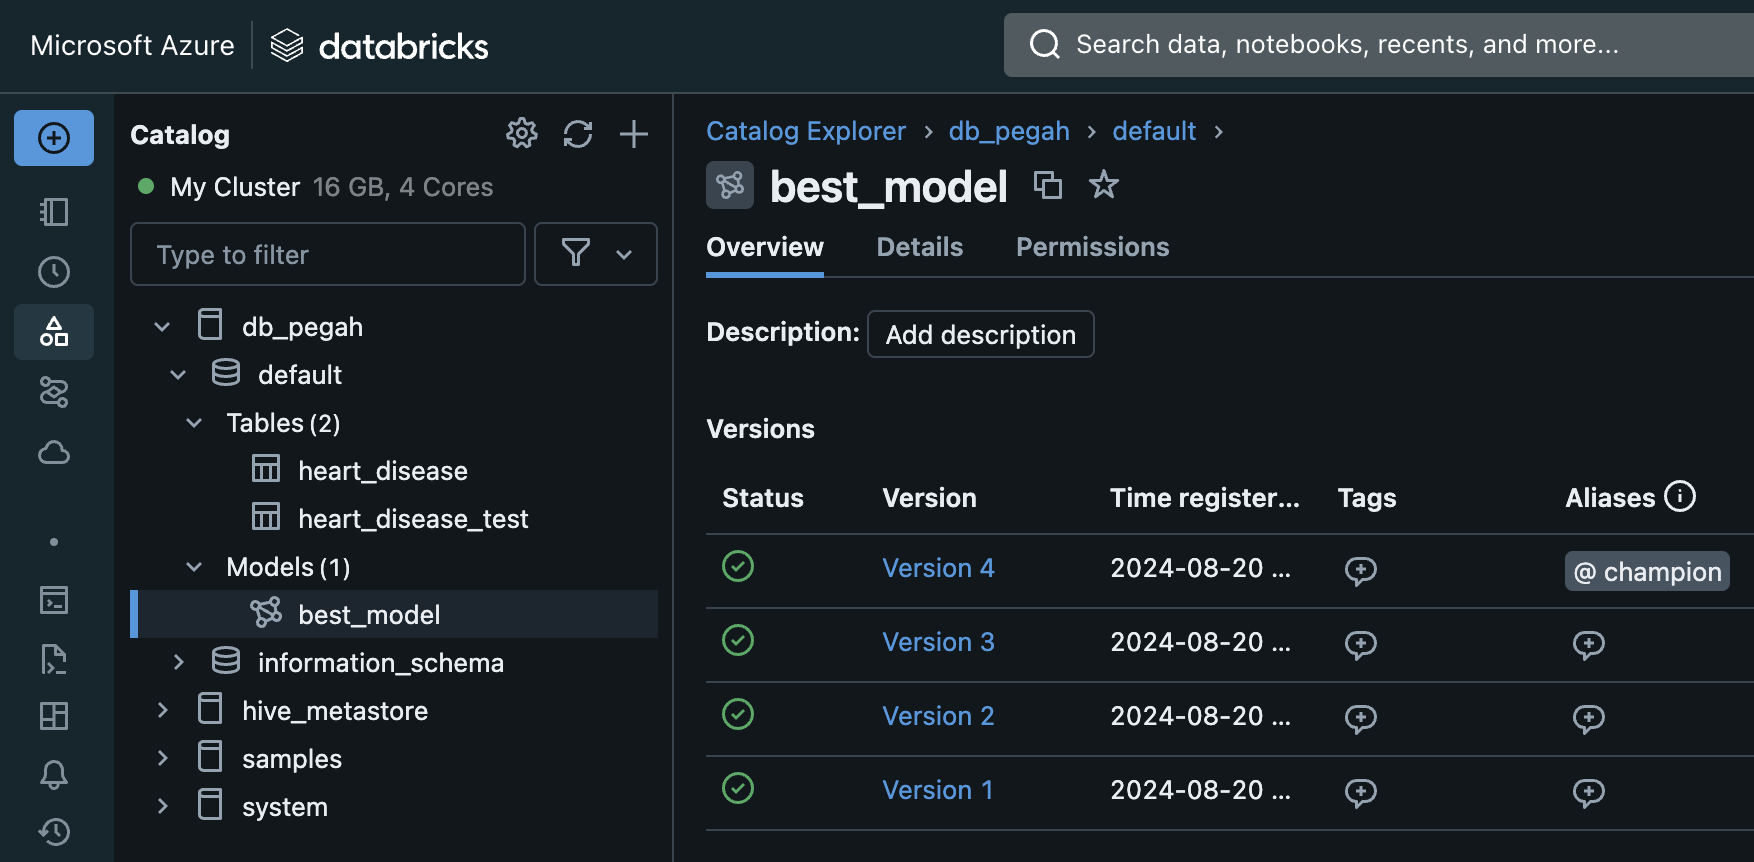 Microsoft Azure databricks
Search data, notebooks, recents, and more...
Catalog
My Cluster 16 GB, 4 Cores
Type to filter
db_pegah
default
Tables (2)
heart_disease
heart_disease_test
Models (1)
best_model
information_schema
hive_metastore
samples
system
Catalog Explorer > db_pegah > default >
best_model
Overview Details Permissions
Description: Add description
Versions
Status Version Time register... Tags Aliases
Version 4 2024-08-20 ... @ champion
Version 3 2024-08-20 ...
Version 2 2024-08-20 ...
Version 1 2024-08-20 ...